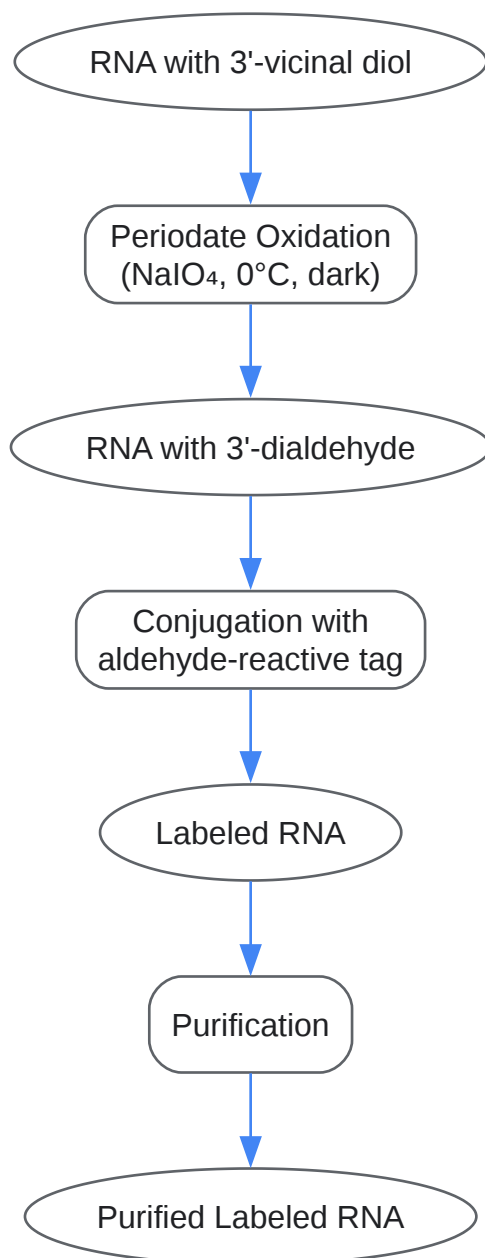 RNA with 3'-vicinal diol
Periodate Oxidation
(NaIO₄, 0°C, dark)
RNA with 3'-dialdehyde
Conjugation with
aldehyde-reactive tag
Labeled RNA
Purification
Purified Labeled RNA